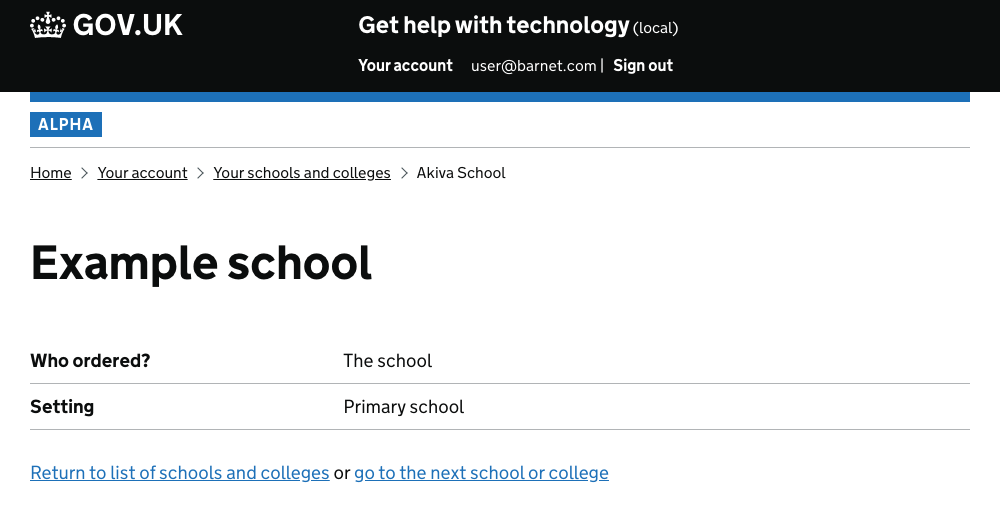 GOV.UK
Get help with technology (local)
Your account user@barnet.com | Sign out
ALPHA
Home > Your account > Your schools and colleges > Akiva School
Example school
Who ordered? The school
Setting Primary school
Return to list of schools and colleges or go to the next school or college